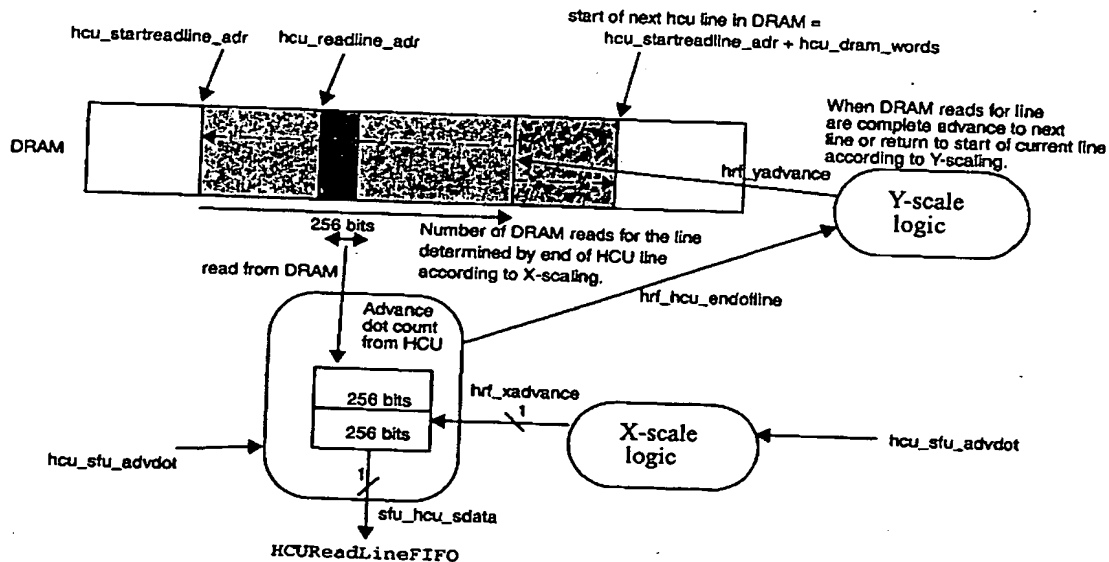 start of next hcu line in DRAM =
hcu_startreadline_adr + hcu_dram_words
hcu_startreadline_adr
hcu_readline_adr
DRAM
When DRAM reads for line
are complete advance to next
line or return to start of current line
according to Y-scaling.
hrf_yadvance
Y-scale
logic
256 bits
Number of DRAM reads for the line
determined by end of HCU line
according to X-scaling.
read from DRAM
hrf_hcu_endofline
Advance
dot count
from HCU
256 bits
256 bits
hrf_xadvance
1
X-scale
logic
hcu_sfu_advdot
hcu_sfu_advdot
1
sfu_hcu_sdata
HCUReadLineFIFO